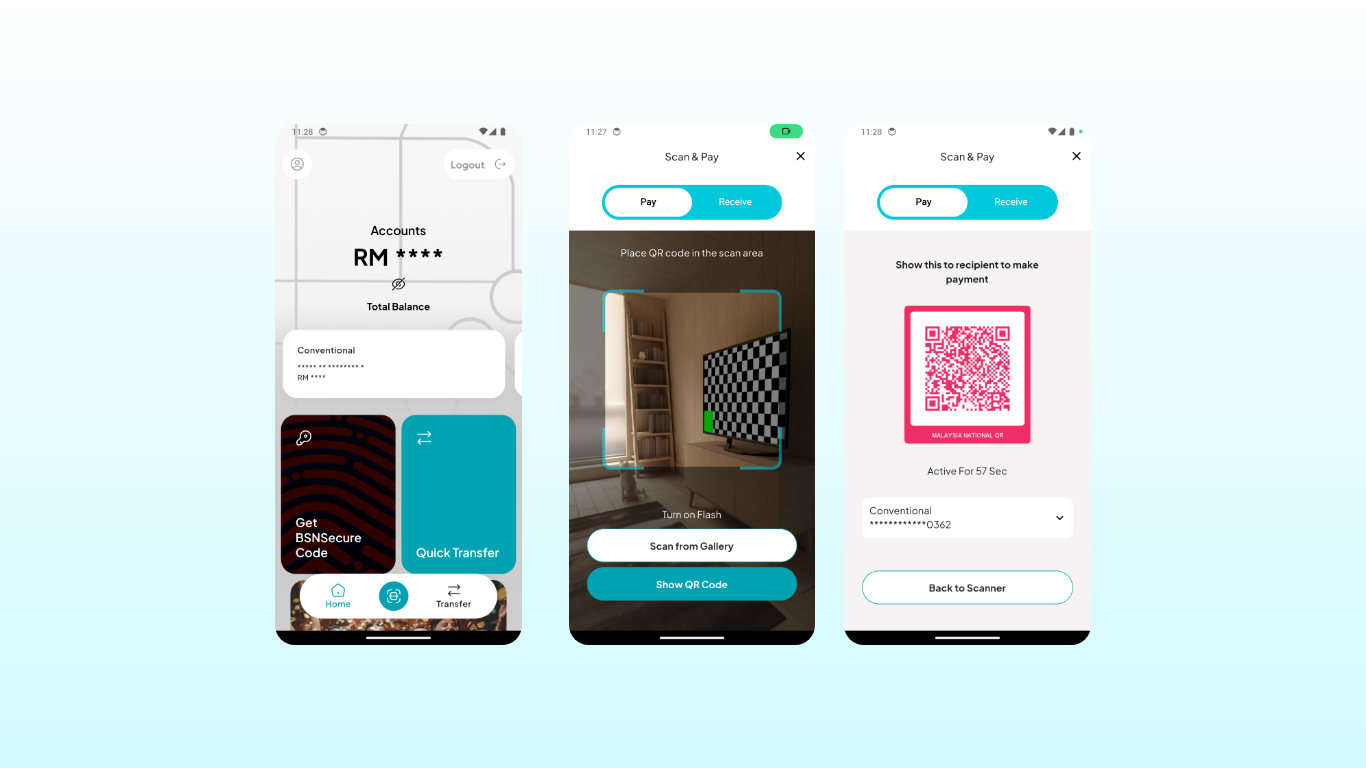 11:28
Logout
Accounts
RM ****
Total Balance
Conventional
***** ** ******** *
RM ****
Get
BSNSecure
Code
Quick Transfer
Home
Transfer
11:27
Scan & Pay
Pay
Receive
Place QR code in the scan area
Turn on Flash
Scan from Gallery
Show QR Code
11:28
Scan & Pay
Pay
Receive
Show this to recipient to make
payment
MALAYSIA NATIONAL QR
Active For 57 Sec
Conventional
************0362
Back to Scanner